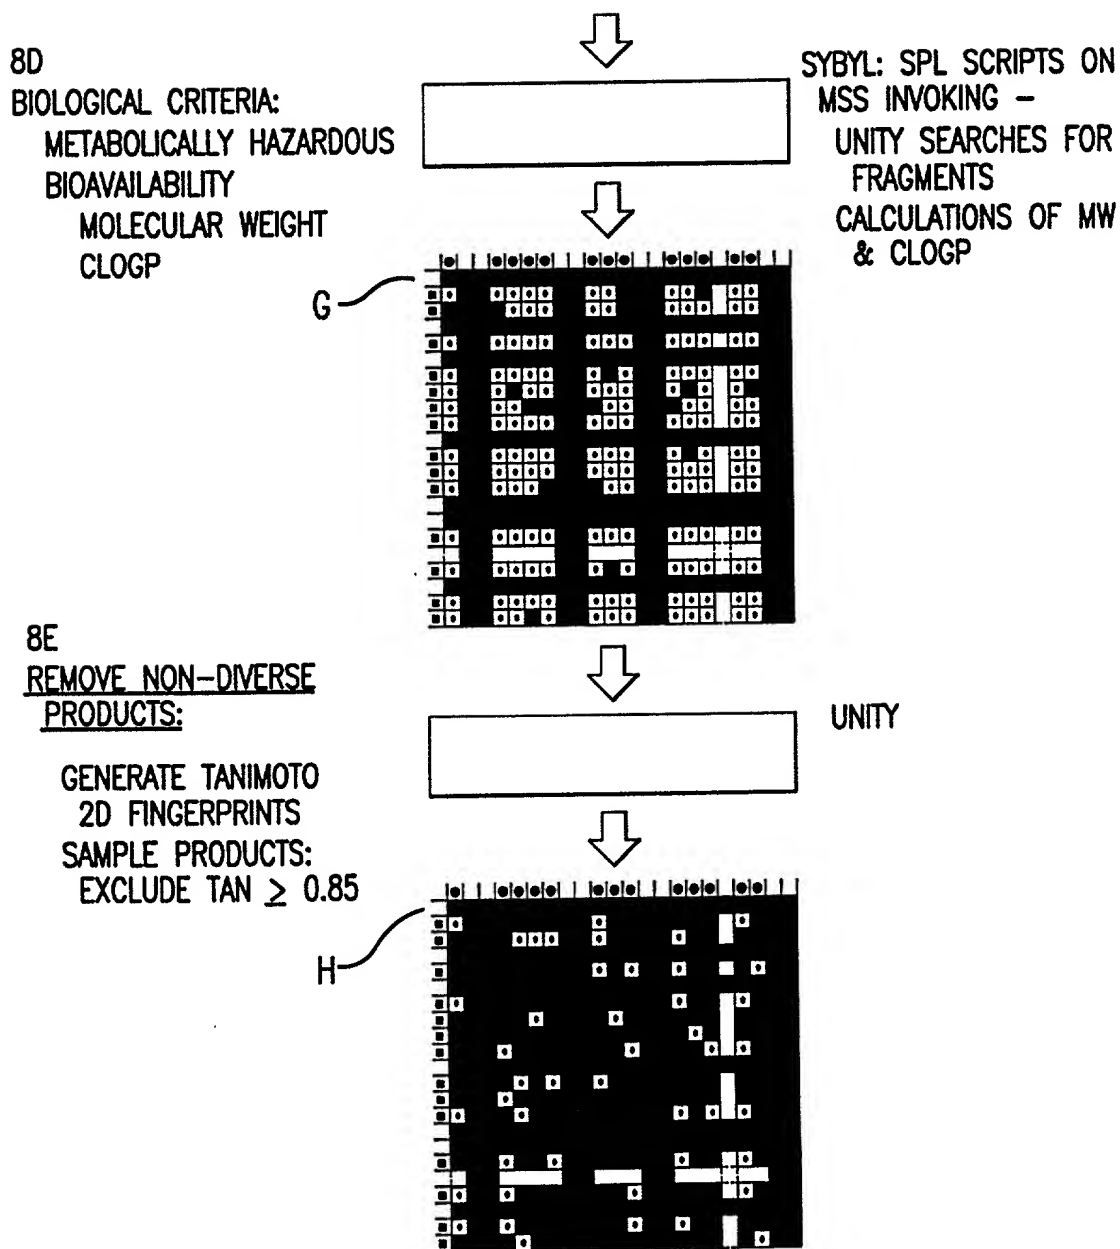 8D
BIOLOGICAL CRITERIA:
METABOLICALLY HAZARDOUS
BIOAVAILABILITY
MOLECULAR WEIGHT
CLOGP
SYBYL: SPL SCRIPTS ON
MSS INVOKING –
UNITY SEARCHES FOR
FRAGMENTS
CALCULATIONS OF MW
& CLOGP
G
8E
REMOVE NON–DIVERSE
PRODUCTS:
GENERATE TANIMOTO
2D FINGERPRINTS
SAMPLE PRODUCTS:
EXCLUDE TAN ≥ 0.85
UNITY
H